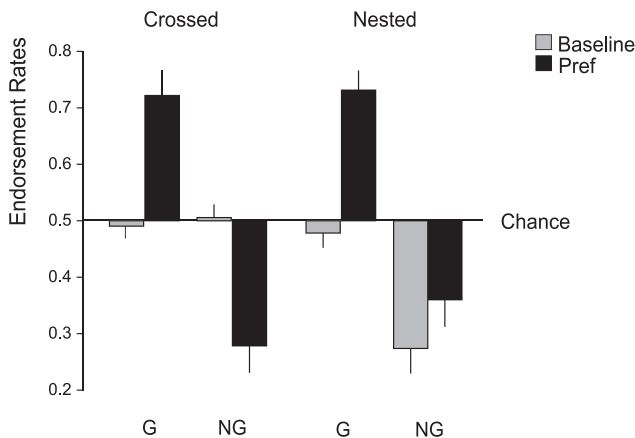 Crossed Nested
Baseline
Pref
Endorsement Rates
0.8
0.7
0.6
0.5
0.4
0.3
0.2
Chance
G NG G NG